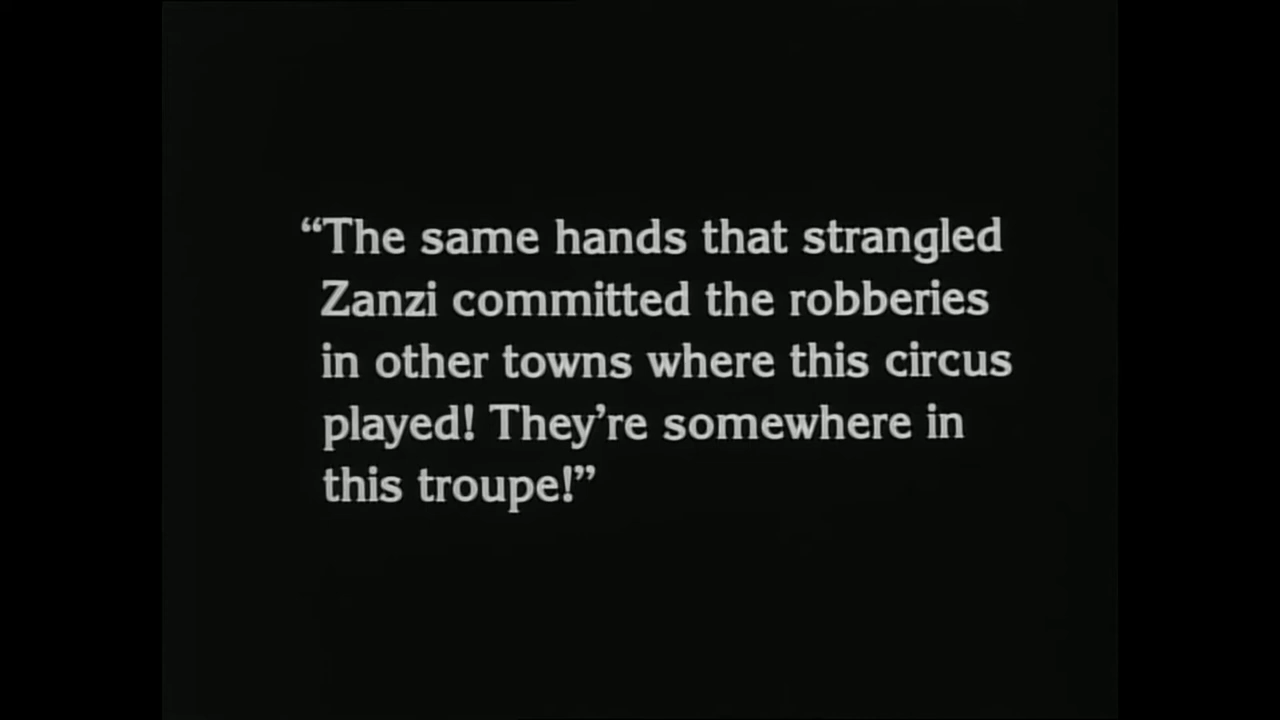 “The same hands that strangled
Zanzi committed the robberies
in other towns where this circus
played! They’re somewhere in
this troupe!”